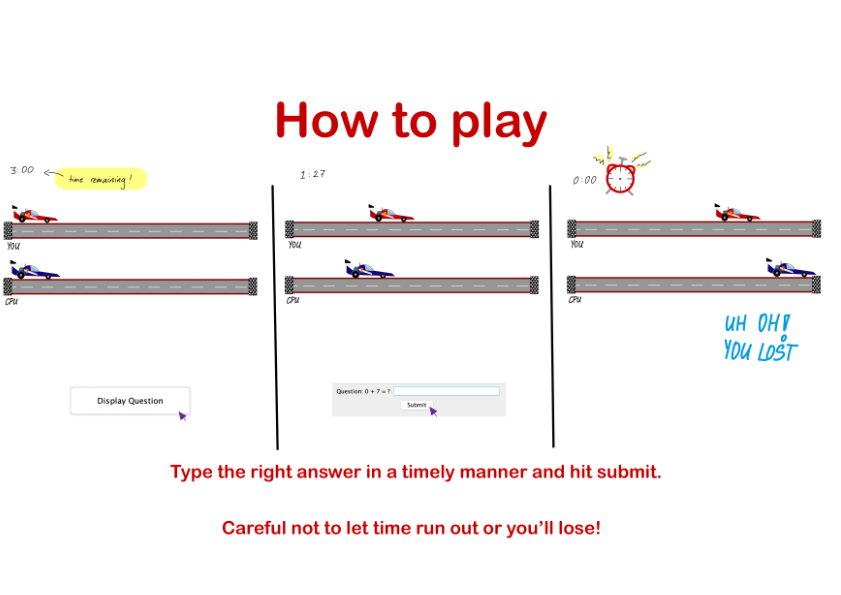 How to play
3:00
time remaining!
1:27
0:00
YOU
YOU
YOU
CPU
CPU
CPU
UH OH!
YOU LOST
Display Question
Question: 0 + 7 = ?
Submit
Type the right answer in a timely manner and hit submit.
Careful not to let time run out or you’ll lose!